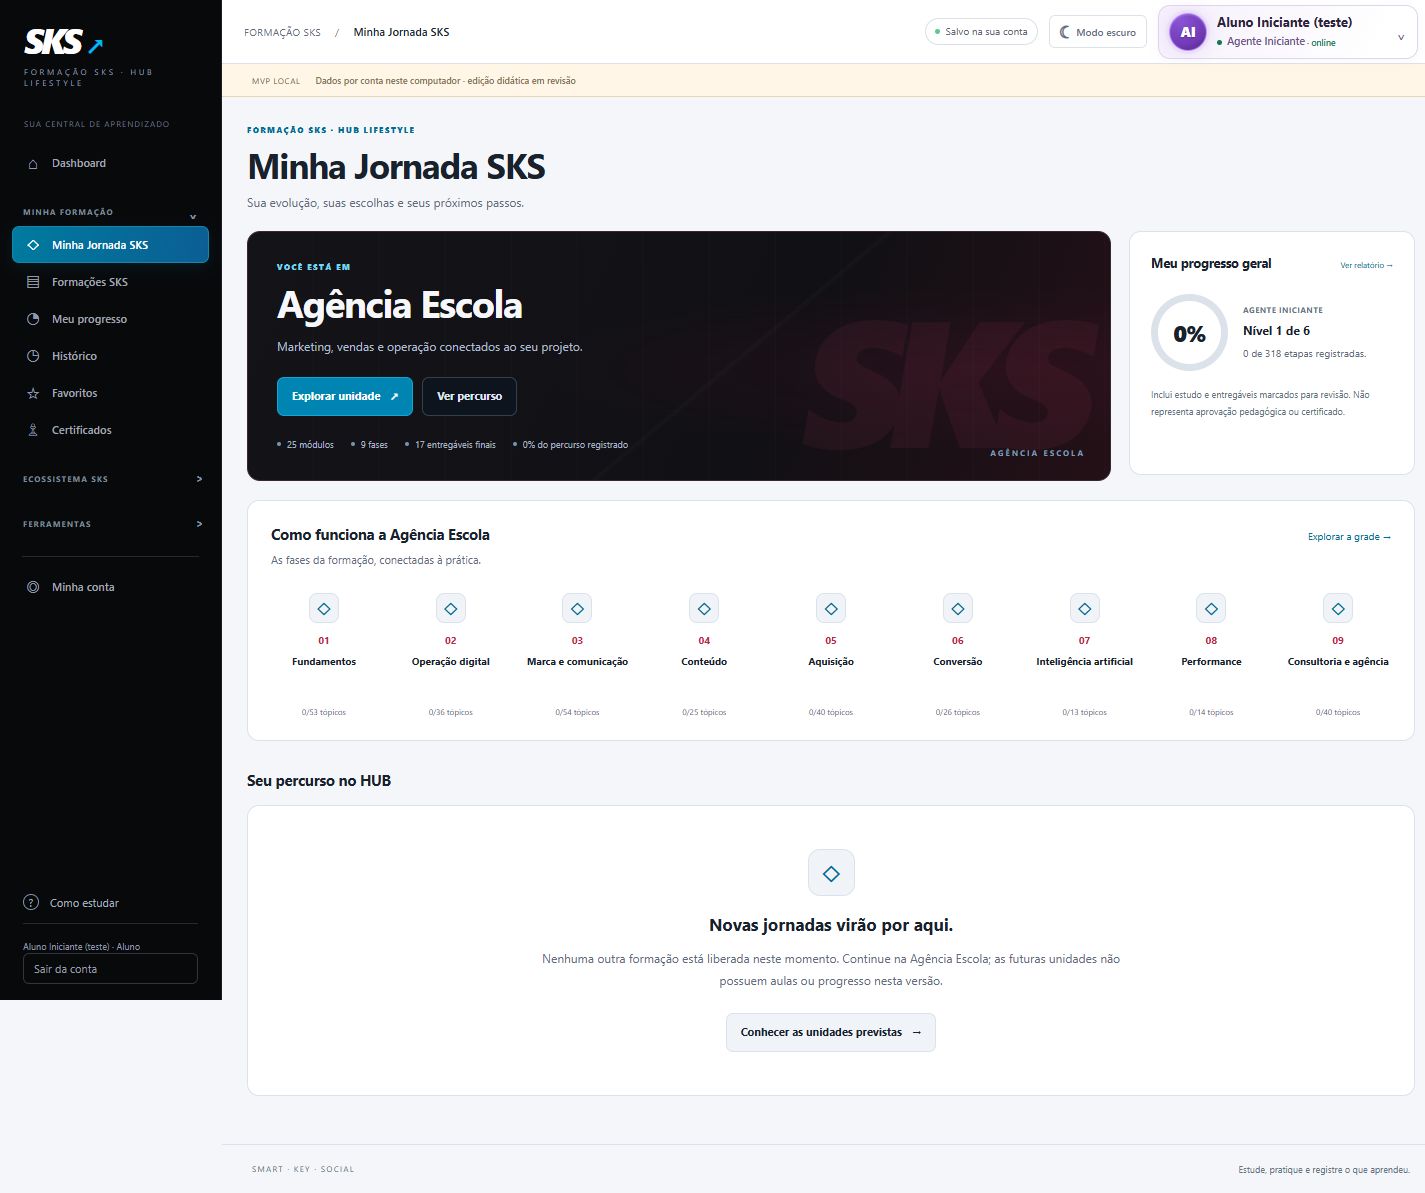 SKS
FORMAÇÃO SKS · HUB
LIFESTYLE
SUA CENTRAL DE APRENDIZADO
Dashboard
MINHA FORMAÇÃO
Minha Jornada SKS
Formações SKS
Meu progresso
Histórico
Favoritos
Certificados
ECOSSISTEMA SKS
FERRAMENTAS
Minha conta
Como estudar
Aluno Iniciante (teste) · Aluno
Sair da conta
FORMAÇÃO SKS / Minha Jornada SKS
Salvo na sua conta
Modo escuro
AI
Aluno Iniciante (teste)
Agente Iniciante · online
MVP LOCAL Dados por conta neste computador · edição didática em revisão
FORMAÇÃO SKS · HUB LIFESTYLE
Minha Jornada SKS
Sua evolução, suas escolhas e seus próximos passos.
VOCÊ ESTÁ EM
Agência Escola
Marketing, vendas e operação conectados ao seu projeto.
Explorar unidade ↗
Ver percurso
25 módulos • 9 fases • 17 entregáveis finais • 0% do percurso registrado
SKS
AGÊNCIA ESCOLA
Meu progresso geral
Ver relatório →
0%
AGENTE INICIANTE
Nível 1 de 6
0 de 318 etapas registradas.
Inclui estudo e entregáveis marcados para revisão. Não
representa aprovação pedagógica ou certificado.
Como funciona a Agência Escola
Explorar a grade →
As fases da formação, conectadas à prática.
01 02 03 04 05 06 07 08 09
Fundamentos Operação digital Marca e comunicação Conteúdo Aquisição Conversão Inteligência artificial Performance Consultoria e agência
0/53 tópicos 0/36 tópicos 0/54 tópicos 0/25 tópicos 0/40 tópicos 0/26 tópicos 0/13 tópicos 0/14 tópicos 0/40 tópicos
Seu percurso no HUB
Novas jornadas virão por aqui.
Nenhuma outra formação está liberada neste momento. Continue na Agência Escola; as futuras unidades não
possuem aulas ou progresso nesta versão.
Conhecer as unidades previstas →
SMART · KEY · SOCIAL
Estude, pratique e registre o que aprendeu.